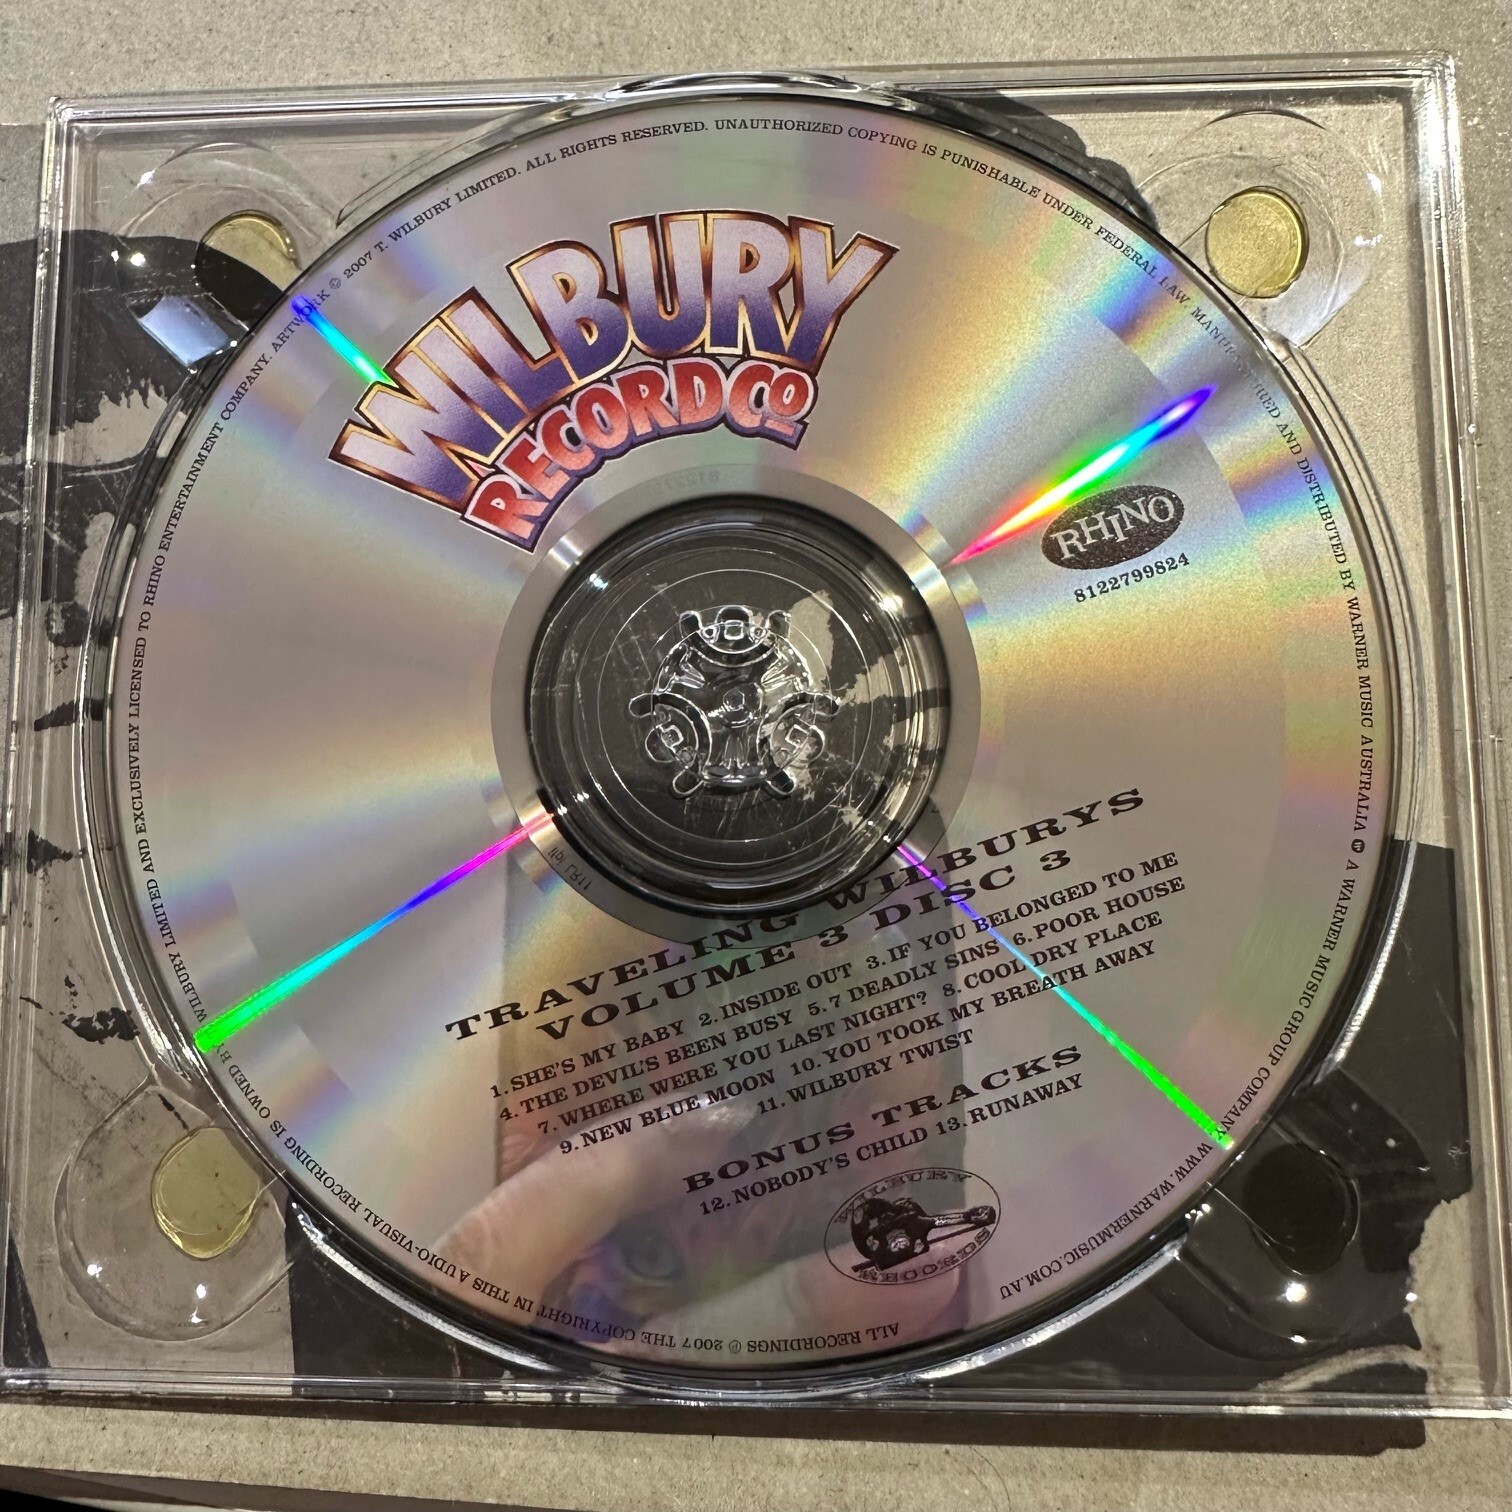 WILBURY
RECORD CO
RHINO
8122799824
TRAVELING WILBURYS
VOLUME 3 DISC 3
1. SHE'S MY BABY 2. INSIDE OUT 3. IF YOU BELONGED TO ME
4. THE DEVIL'S BEEN BUSY 5. 7 DEADLY SINS 6. POOR HOUSE
7. WHERE WERE YOU LAST NIGHT? 8. COOL DRY PLACE
9. NEW BLUE MOON 10. YOU TOOK MY BREATH AWAY
11. WILBURY TWIST
BONUS TRACKS
12. NOBODY'S CHILD 13. RUNAWAY
WILBURY RECORDS
ALL RECORDINGS ℗ 2007 THE COPYRIGHT IN THIS AUDIO-VISUAL RECORDING IS OWNED BY WILBURY LIMITED AND EXCLUSIVELY LICENSED TO RHINO ENTERTAINMENT COMPANY. ARTWORK © 2007 T. WILBURY LIMITED. ALL RIGHTS RESERVED. UNAUTHORIZED COPYING IS PUNISHABLE UNDER FEDERAL LAW. MANUFACTURED AND DISTRIBUTED BY WARNER MUSIC AUSTRALIA A WARNER MUSIC GROUP COMPANY WWW.WARNERMUSIC.COM.AU